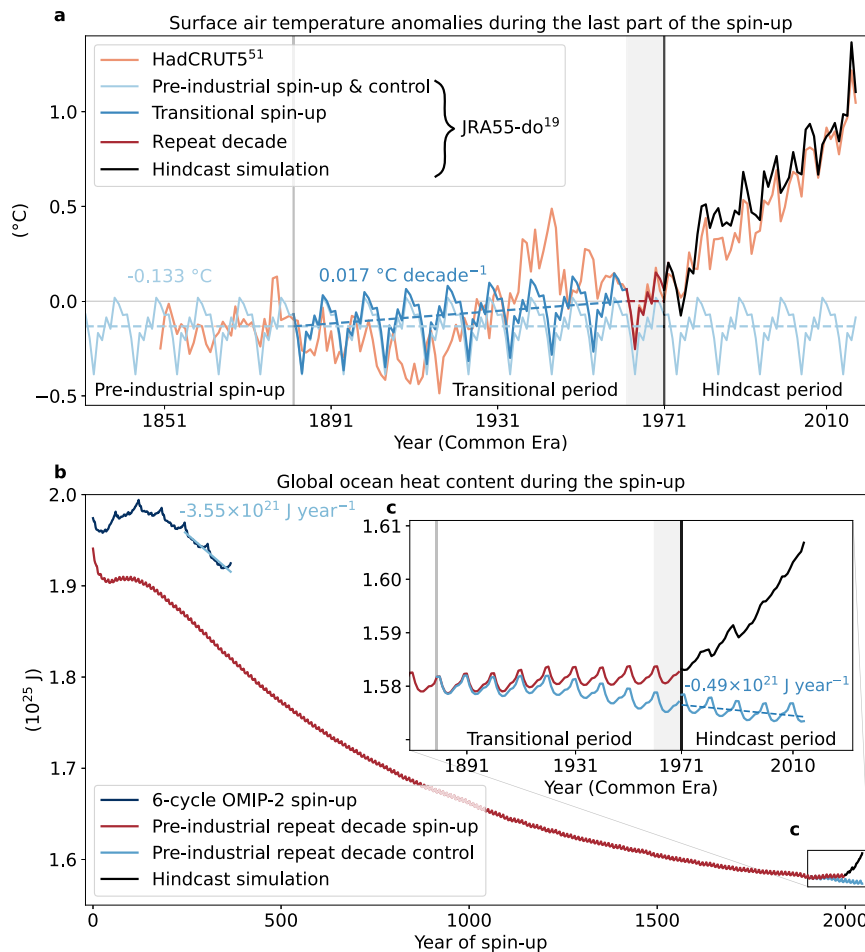 a
Surface air temperature anomalies during the last part of the spin-up
HadCRUT5⁵¹
Pre-industrial spin-up & control
Transitional spin-up
Repeat decade
Hindcast simulation
JRA55-do¹⁹
(°C)
1.0
0.5
0.0
−0.5
-0.133 °C
0.017 °C decade⁻¹
Pre-industrial spin-up
Transitional period
Hindcast period
1851 1891 1931 1971 2010
Year (Common Era)
b
Global ocean heat content during the spin-up
(10²⁵ J)
2.0
1.9
1.8
1.7
1.6
-3.55×10²¹ J year⁻¹
c
1.61
1.60
1.59
1.58
-0.49×10²¹ J year⁻¹
Transitional period
Hindcast period
1891 1931 1971 2010
Year (Common Era)
6-cycle OMIP-2 spin-up
Pre-industrial repeat decade spin-up
Pre-industrial repeat decade control
Hindcast simulation
c
0 500 1000 1500 2000
Year of spin-up